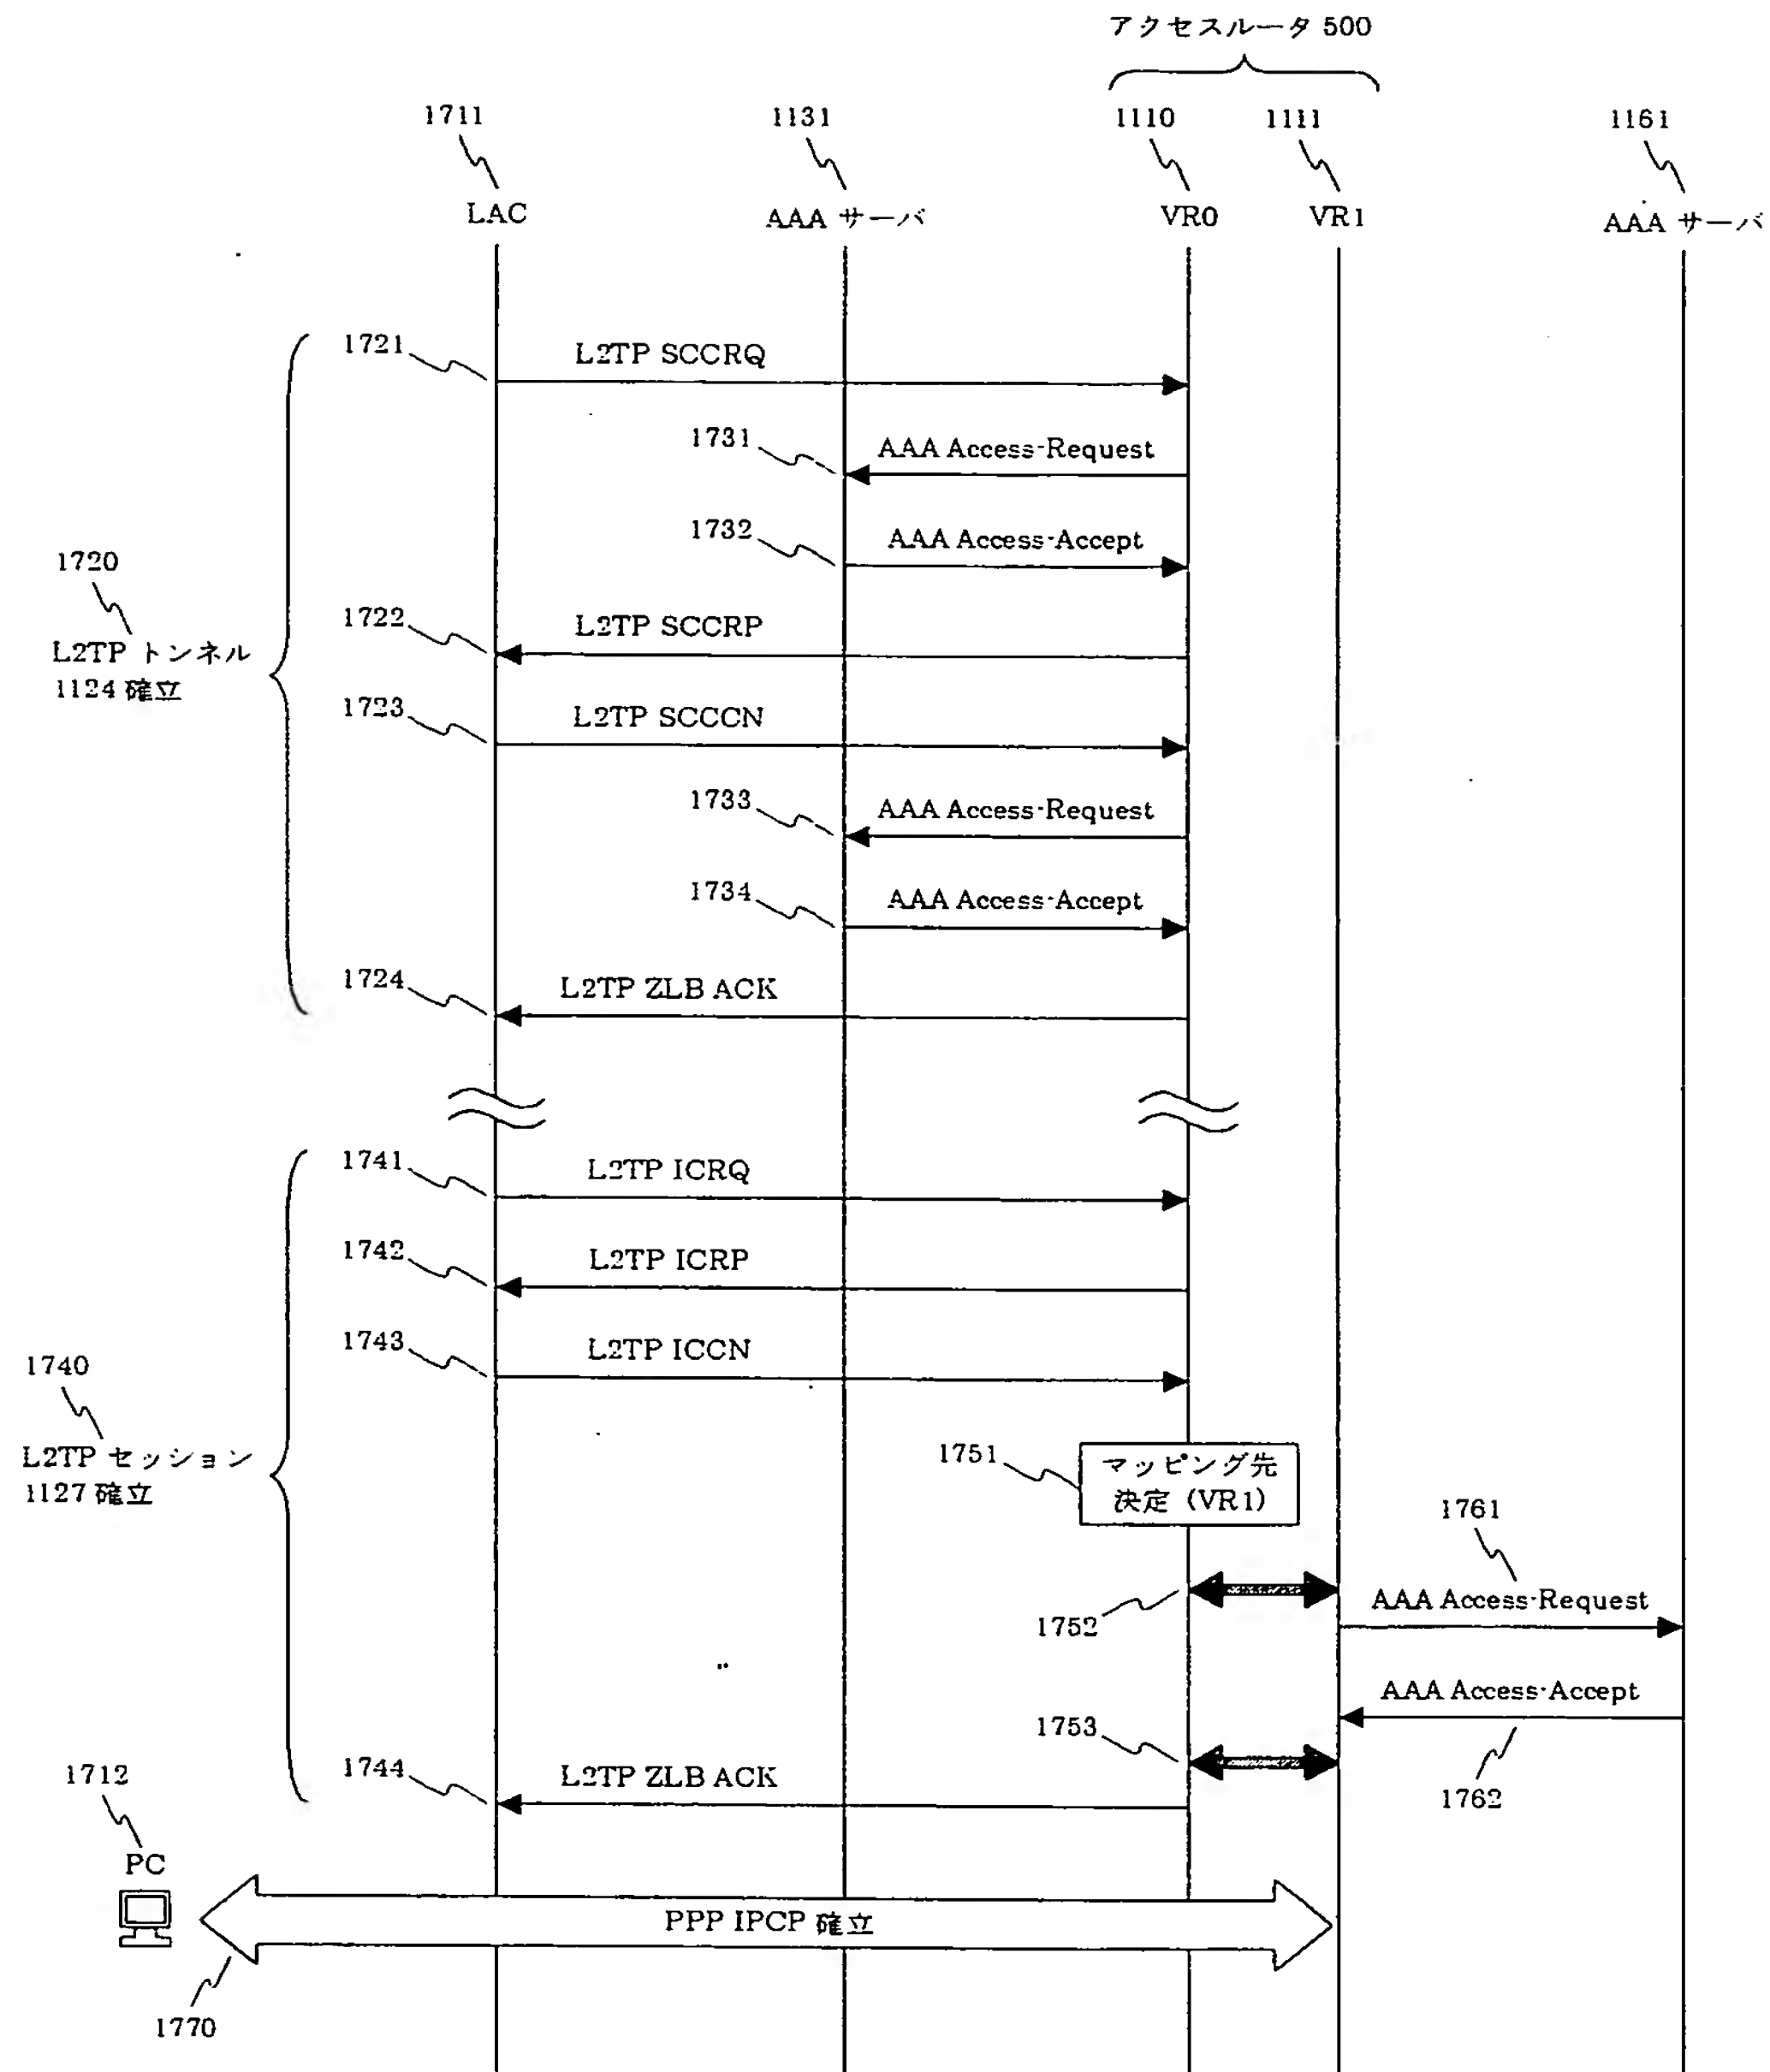 アクセスルータ 500
1711
1131
1110
1111
1161
LAC
AAA サーバ
VR0
VR1
AAA サーバ
1721
L2TP SCCRQ
1731
AAA Access-Request
1732
AAA Access-Accept
1720
L2TP トンネル
1124 確立
1722
L2TP SCCRP
1723
L2TP SCCCN
1733
AAA Access-Request
1734
AAA Access-Accept
1724
L2TP ZLB ACK
1741
L2TP ICRQ
1742
L2TP ICRP
1743
L2TP ICCN
1740
L2TP セッション
1127 確立
1751
マッピング先
決定 (VR1)
1761
AAA Access-Request
1752
AAA Access-Accept
1753
1762
1744
L2TP ZLB ACK
1712
PC
PPP IPCP 確立
1770